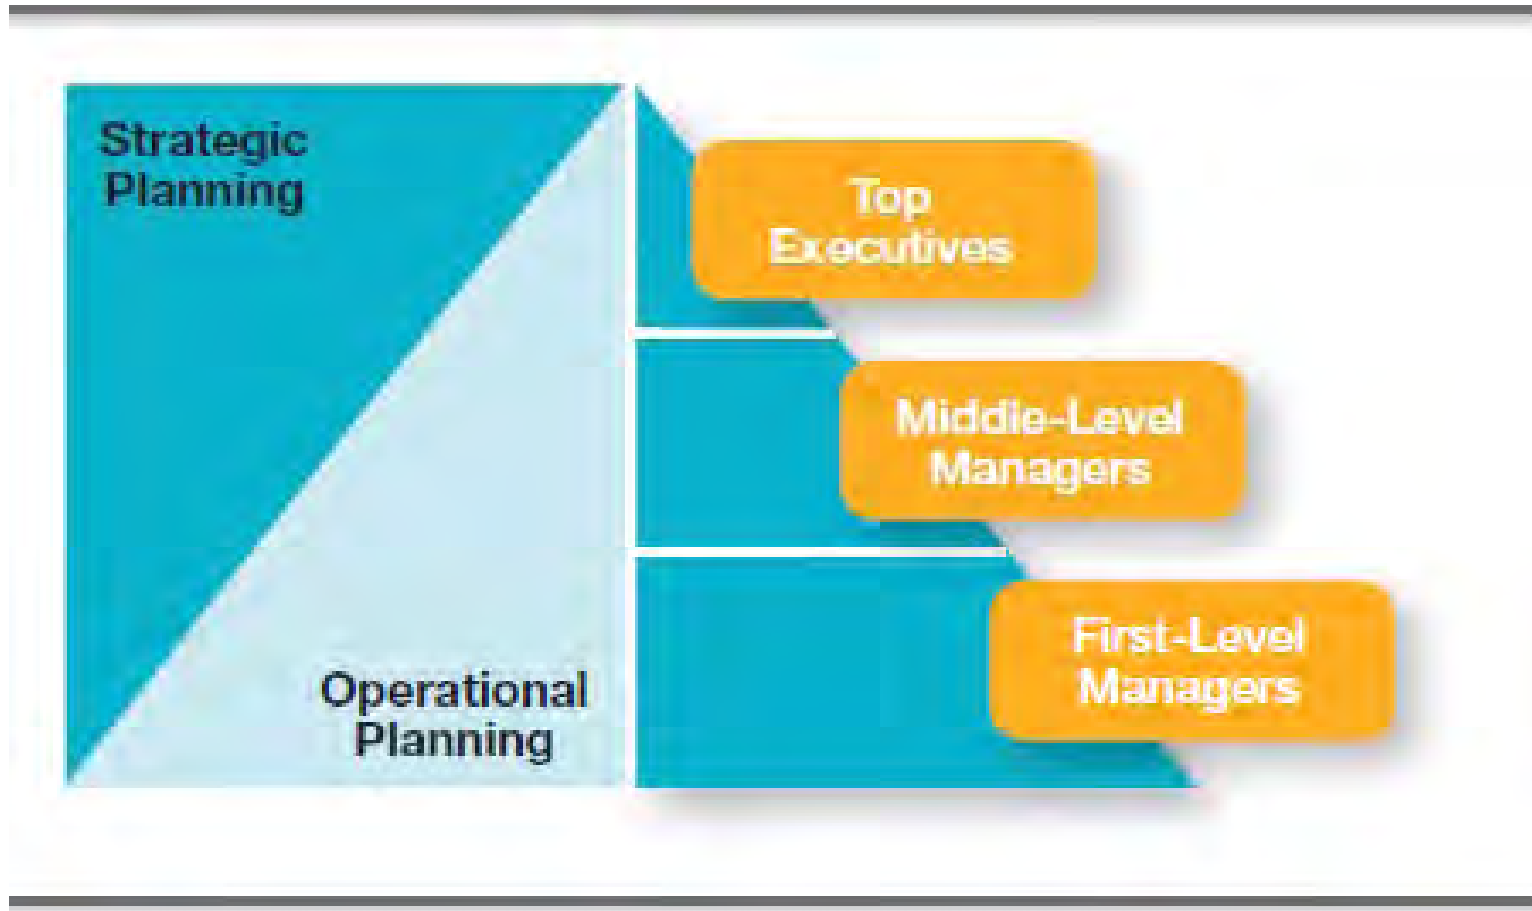 Strategic
Planning
Operational
Planning
Top
Executives
Middle-Level
Managers
First-Level
Managers